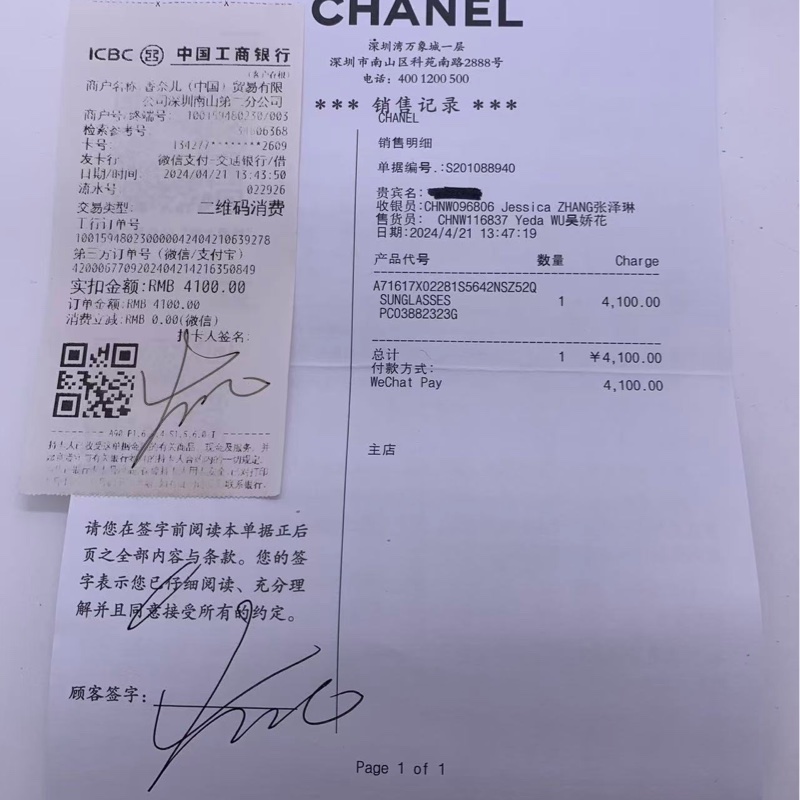 ICBC 中国工商银行
(客户存根)
商户名称 香奈儿(中国)贸易有限
公司深圳南山第二分公司
商户号/终端号: 100159480230/003
检索参考号:
卡号: 134277********2609
发卡行: 微信支付-交通银行/借
日期/时间: 2024/04/21 13:43:50
流水号: 022926
交易类型: 二维码消费
工行订单号
10015948023000004240421063​9278
第三方订单号(微信/支付宝)
4200067709202404214216350849
实扣金额:RMB 4100.00
订单金额:RMB 4100.00
消费立减:RMB 0.00(微信)
持卡人签名:
CHANEL
深圳湾万象城一层
深圳市南山区科苑南路2888号
电话: 400 1200 500
*** 销售记录 ***
CHANEL
销售明细
单据编号.:S201088940
贵宾名:
收银员:CHNW096806 Jessica ZHANG张泽琳
售货员: CHNW116837 Yeda WU吴娇花
日期:2024/4/21 13:47:19
产品代号 数量 Charge
A71617X02281S5642NSZ52Q
SUNGLASSES 1 4,100.00
PC03882323G
总计 1 ¥4,100.00
付款方式:
WeChat Pay 4,100.00
主店
请您在签字前阅读本单据正后
页之全部内容与条款。您的签
字表示您已仔细阅读、充分理
解并且同意接受所有的约定。
顾客签字:
Page 1 of 1